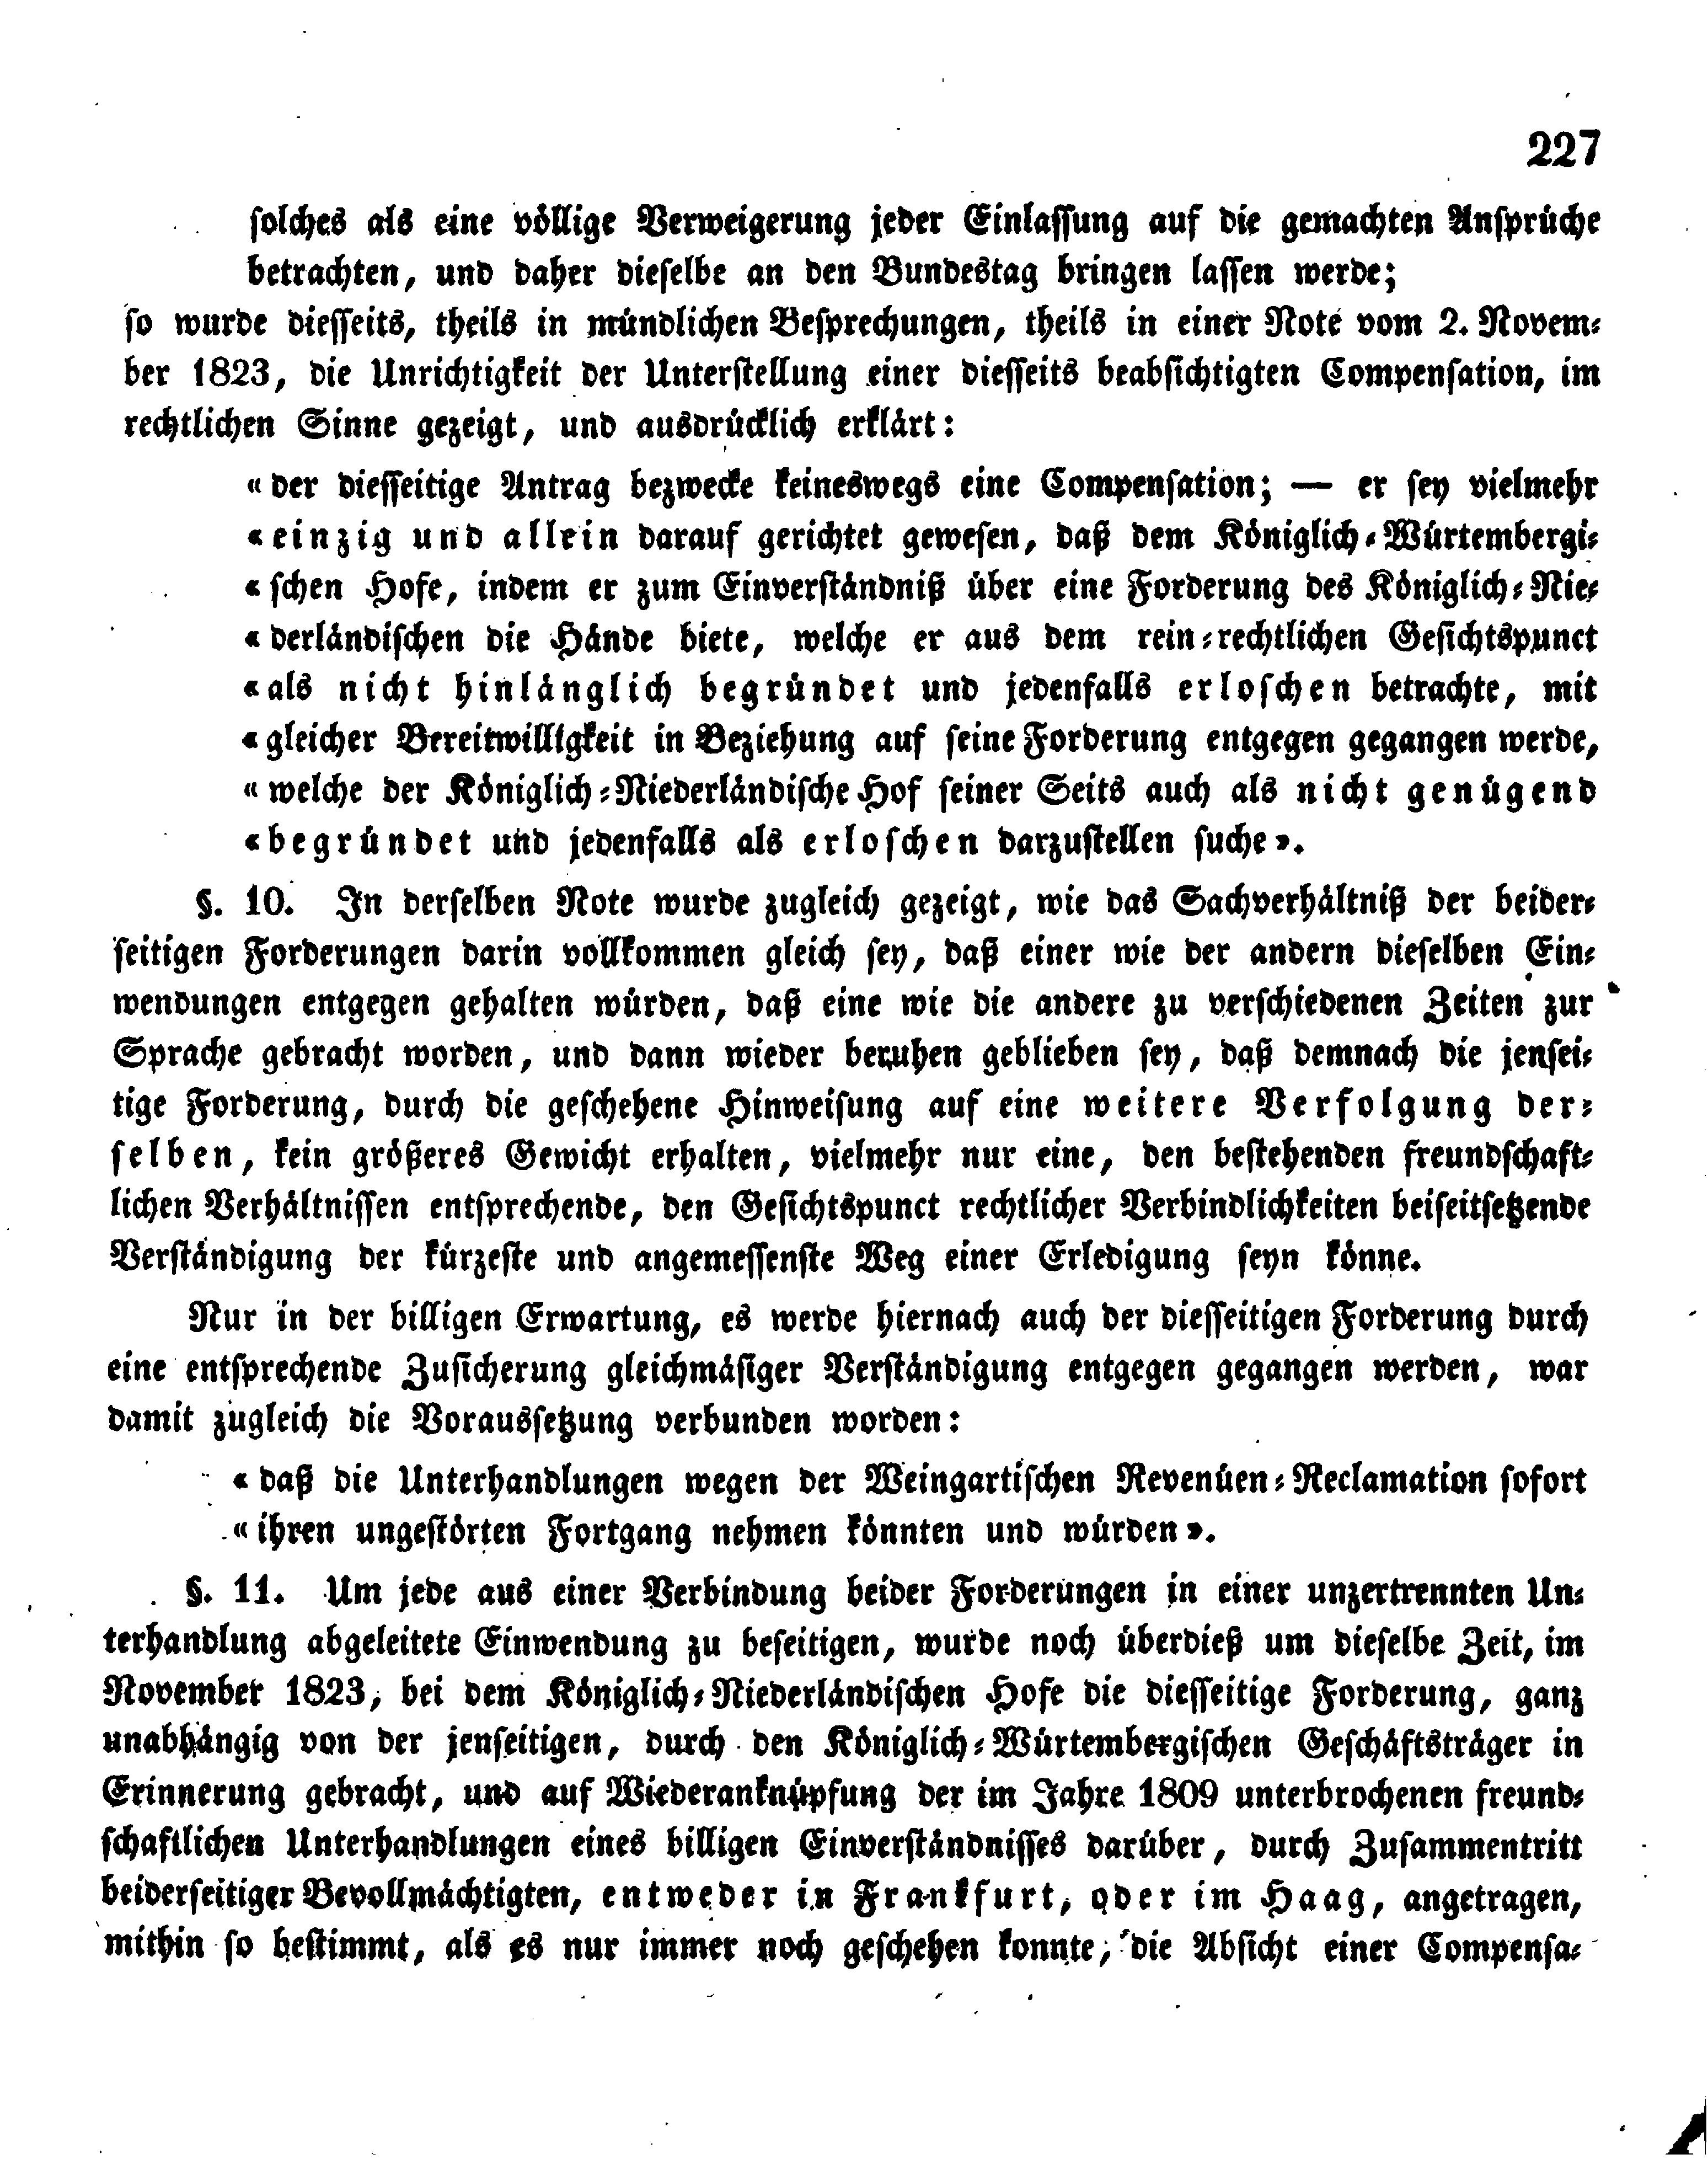 227
solches als eine völlige Verweigerung jeder Einlassung auf die gemachten Ansprüche
betrachten, und daher dieselbe an den Bundestag bringen lassen werde;
so wurde diesseits, theils in mündlichen Besprechungen, theils in einer Note vom 2. Novem-
ber 1823, die Unrichtigkeit der Unterstellung einer diesseits beabsichtigten Compensation, im
rechtlichen Sinne gezeigt, und ausdrücklich erklärt:
«der diesseitige Antrag bezwecke keineswegs eine Compensation; — er sey vielmehr
«einzig und allein darauf gerichtet gewesen, daß dem Königlich-Würtembergi-
«schen Hofe, indem er zum Einverständniß über eine Forderung des Königlich-Nie-
«derländischen die Hände biete, welche er aus dem rein-rechtlichen Gesichtspunct
«als nicht hinlänglich begründet und jedenfalls erloschen betrachte, mit
«gleicher Bereitwilligkeit in Beziehung auf seine Forderung entgegen gegangen werde,
«welche der Königlich-Niederländische Hof seiner Seits auch als nicht genügend
«begründet und jedenfalls als erloschen darzustellen suche».
§. 10. In derselben Note wurde zugleich gezeigt, wie das Sachverhältniß der beider-
seitigen Forderungen darin vollkommen gleich sey, daß einer wie der andern dieselben Ein-
wendungen entgegen gehalten würden, daß eine wie die andere zu verschiedenen Zeiten zur
Sprache gebracht worden, und dann wieder beruhen geblieben sey, daß demnach die jensei-
tige Forderung, durch die geschehene Hinweisung auf eine weitere Verfolgung der-
selben, kein größeres Gewicht erhalten, vielmehr nur eine, den bestehenden freundschaft-
lichen Verhältnissen entsprechende, den Gesichtspunct rechtlicher Verbindlichkeiten beiseitsetzende
Verständigung der kürzeste und angemessenste Weg einer Erledigung seyn könne.
Nur in der billigen Erwartung, es werde hiernach auch der diesseitigen Forderung durch
eine entsprechende Zusicherung gleichmäsiger Verständigung entgegen gegangen werden, war
damit zugleich die Voraussetzung verbunden worden:
«daß die Unterhandlungen wegen der Weingartischen Revenüen-Reclamation sofort
«ihren ungestörten Fortgang nehmen könnten und würden».
§. 11. Um jede aus einer Verbindung beider Forderungen in einer unzertrennten Un-
terhandlung abgeleitete Einwendung zu beseitigen, wurde noch überdieß um dieselbe Zeit, im
November 1823, bei dem Königlich-Niederländischen Hofe die diesseitige Forderung, ganz
unabhängig von der jenseitigen, durch den Königlich-Würtembergischen Geschäftsträger in
Erinnerung gebracht, und auf Wiederanknüpfung der im Jahre 1809 unterbrochenen freund-
schaftlichen Unterhandlungen eines billigen Einverständnisses darüber, durch Zusammentritt
beiderseitiger Bevollmächtigten, entweder in Frankfurt, oder im Haag, angetragen,
mithin so bestimmt, als es nur immer noch geschehen konnte, die Absicht einer Compensa-